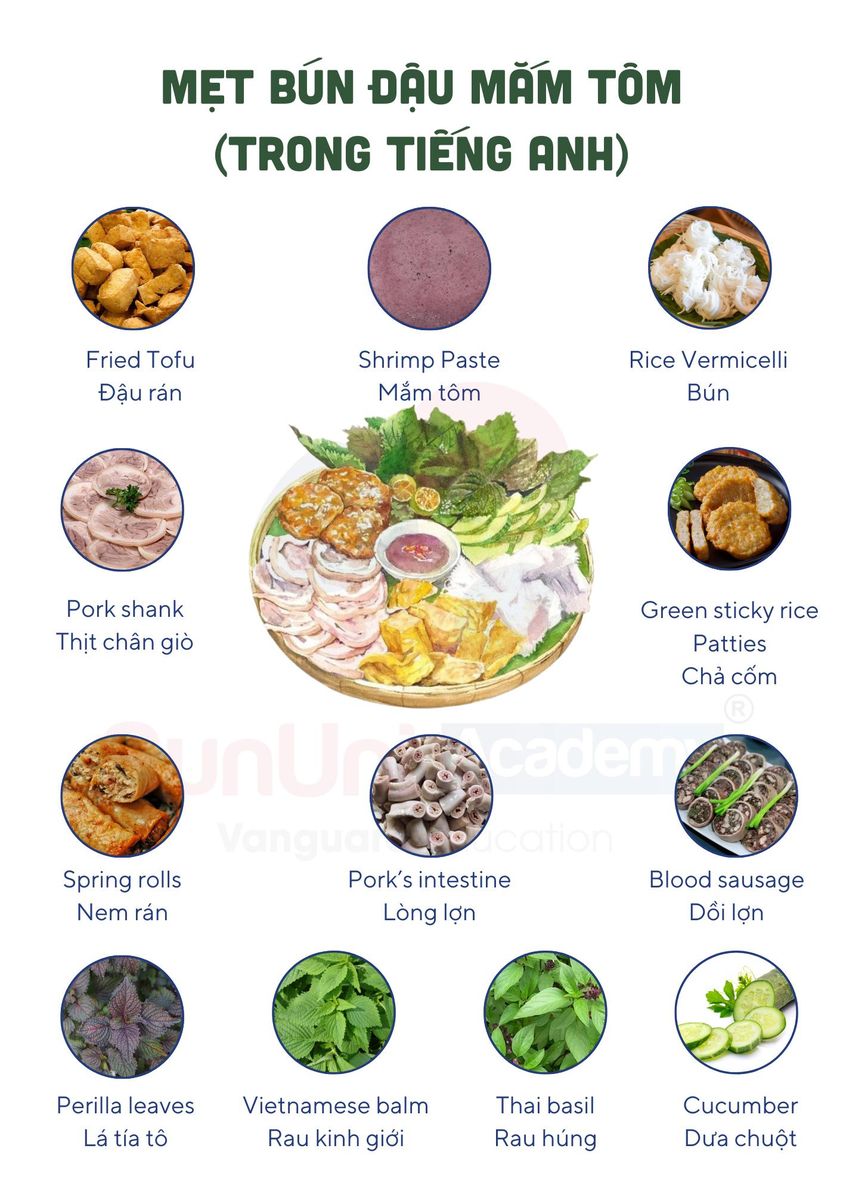 MẸT BÚN ĐẬU MẮM TÔM
(TRONG TIẾNG ANH)
Fried Tofu
Đậu rán
Shrimp Paste
Mắm tôm
Rice Vermicelli
Bún
Pork shank
Thịt chân giò
Green sticky rice
Patties
Chả cốm
SunUni Academy ®
Vanguard Education
Spring rolls
Nem rán
Pork's intestine
Lòng lợn
Blood sausage
Dồi lợn
Perilla leaves
Lá tía tô
Vietnamese balm
Rau kinh giới
Thai basil
Rau húng
Cucumber
Dưa chuột